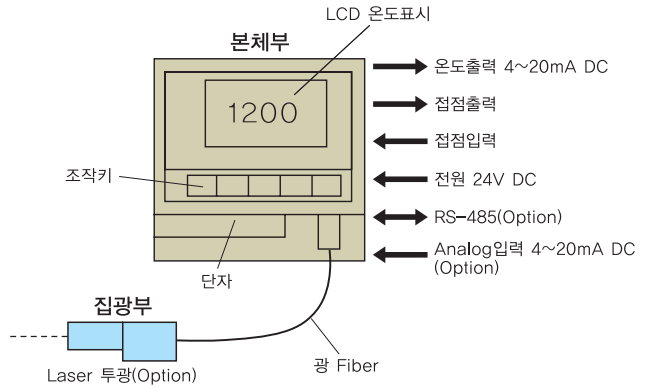 LCD 온도표시
본체부
1200
온도출력 4~20mA DC
접점출력
접점입력
전원 24V DC
RS-485(Option)
Analog입력 4~20mA DC
(Option)
조작키
단자
집광부
Laser 투광(Option)
광 Fiber